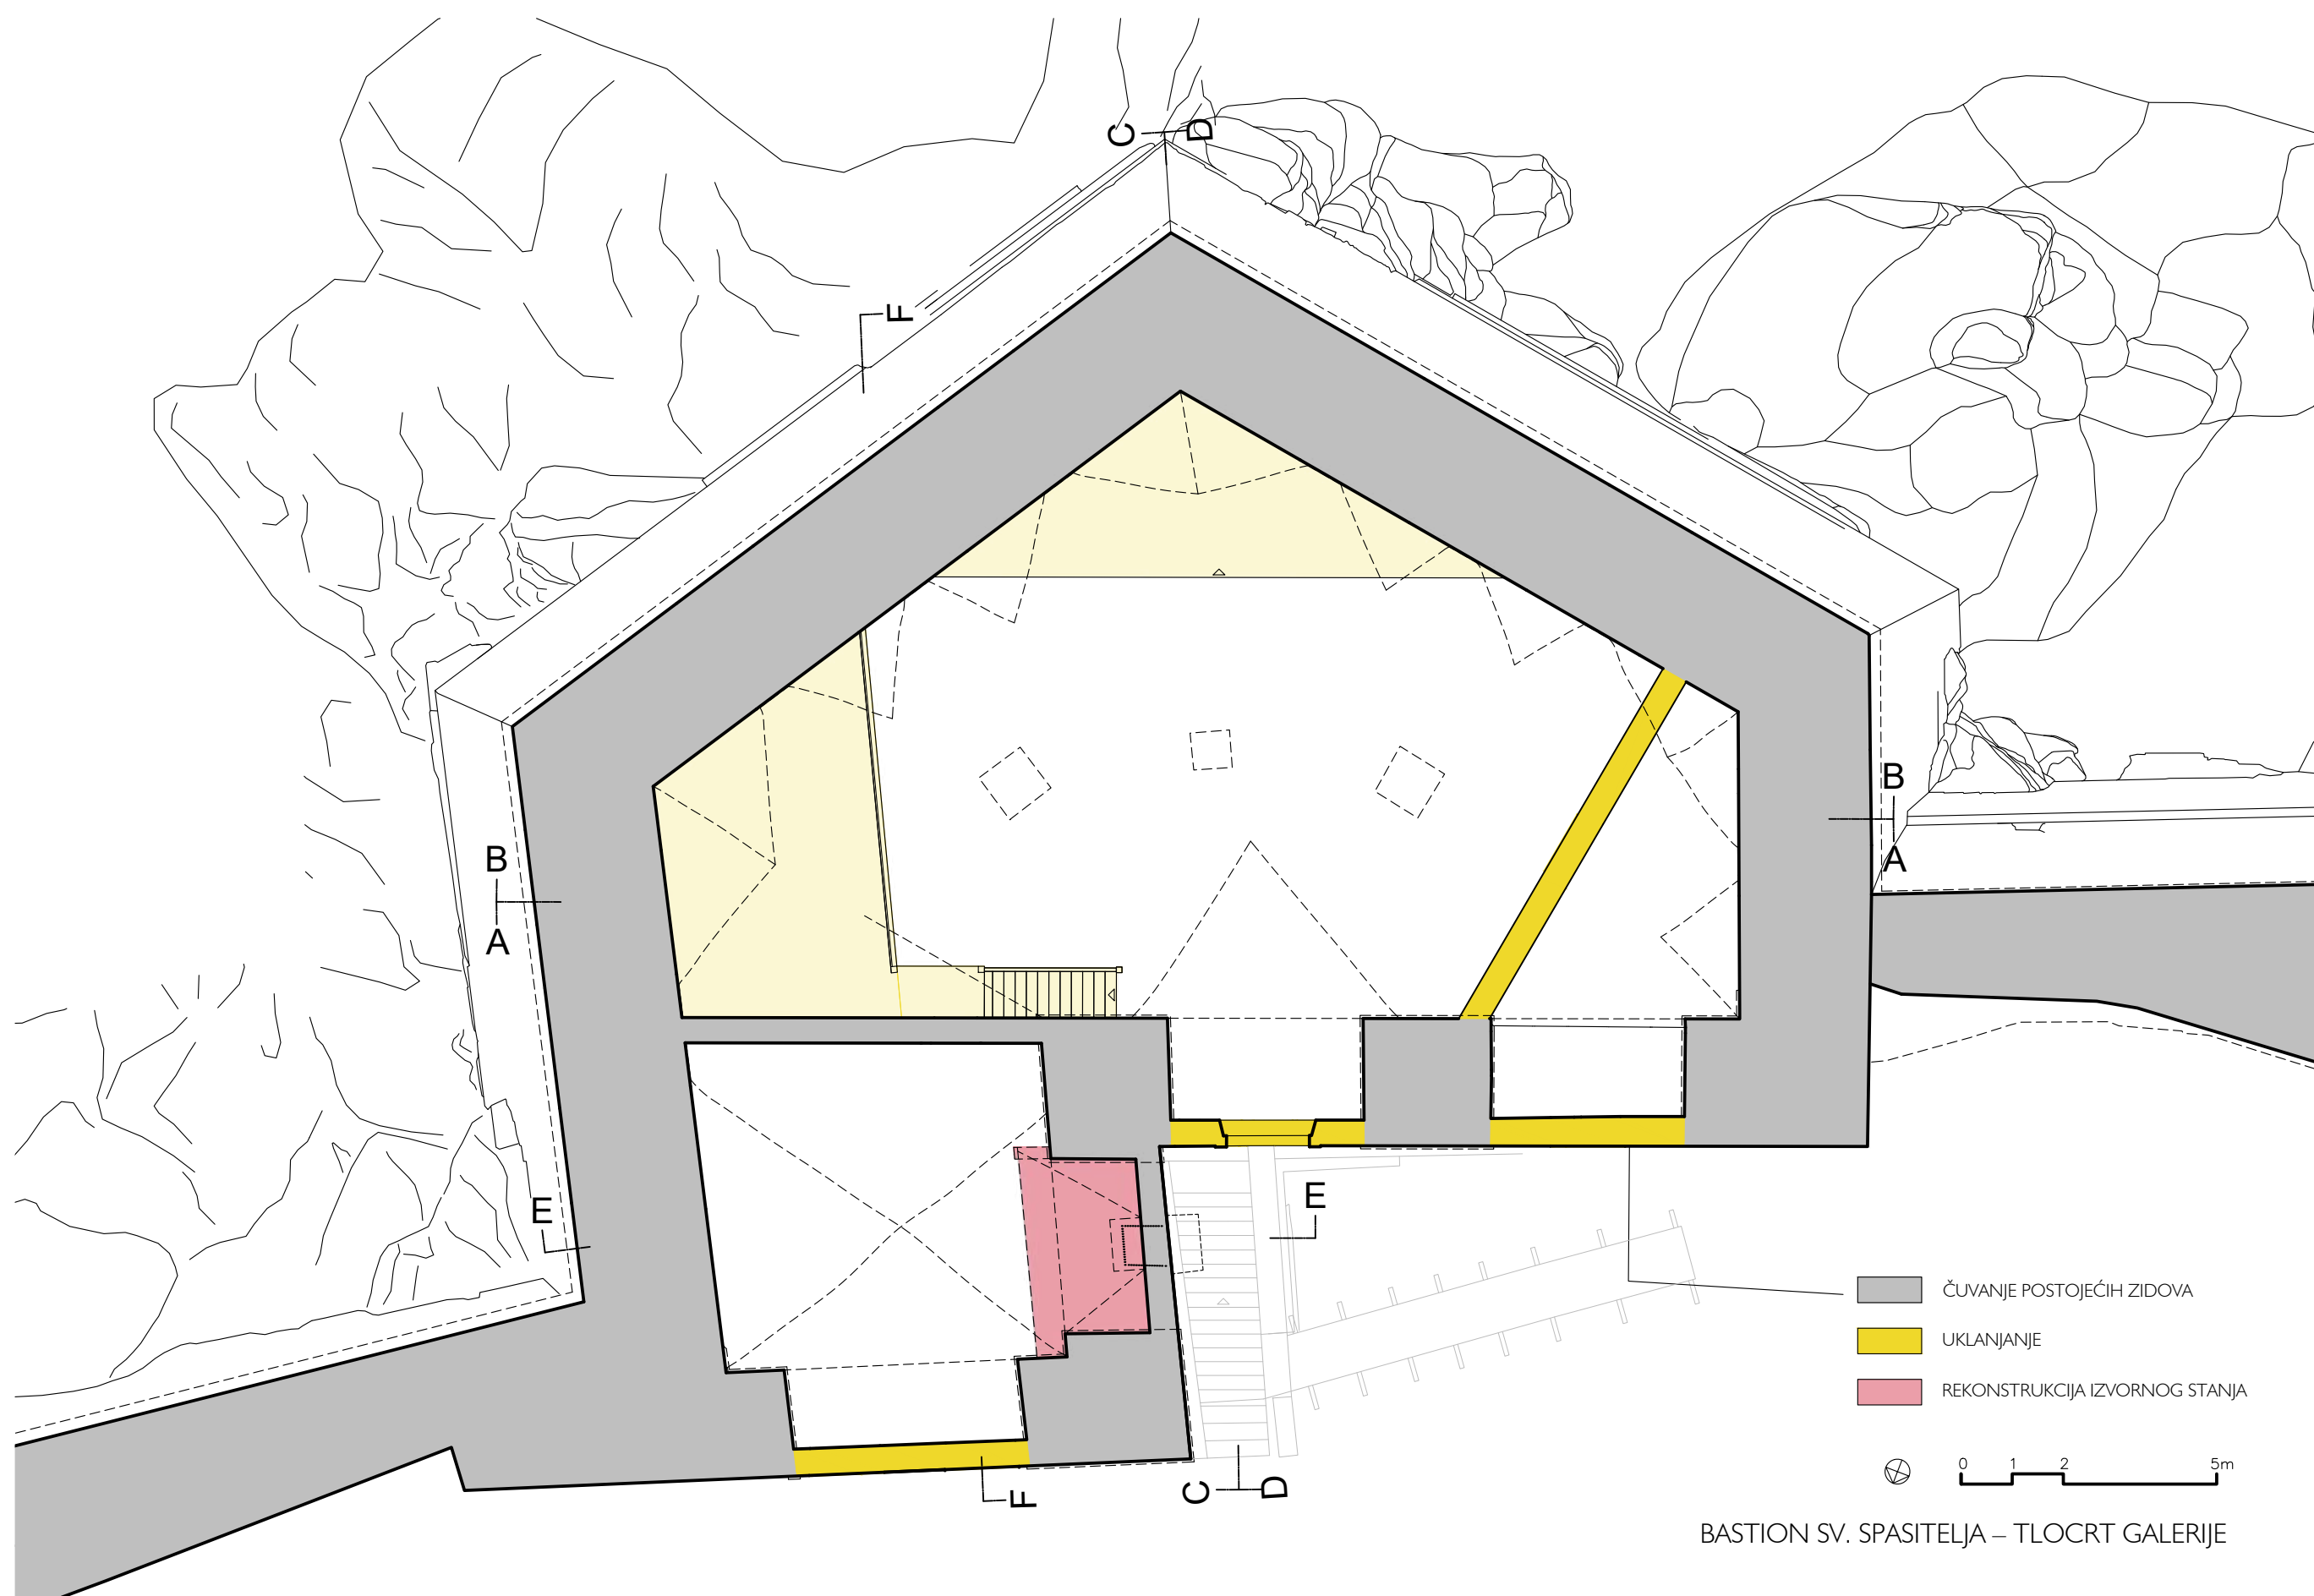 C D
F
B
A
B
A
E
E
F
C D
ČUVANJE POSTOJEĆIH ZIDOVA
UKLANJANJE
REKONSTRUKCIJA IZVORNOG STANJA
0 1 2 5m
BASTION SV. SPASITELJA – TLOCRT GALERIJE